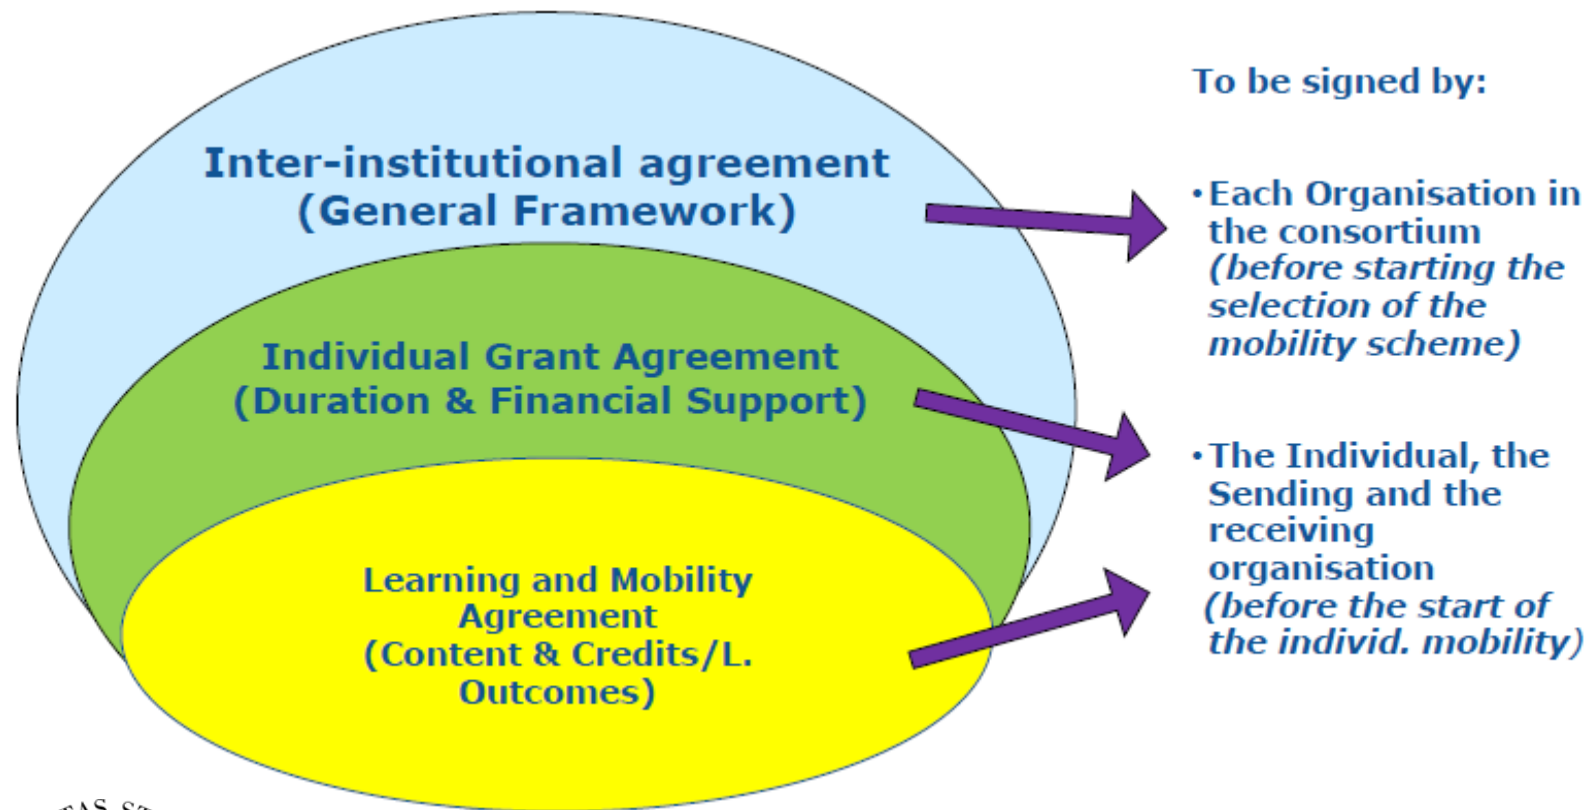 Inter-institutional agreement
(General Framework)
Individual Grant Agreement
(Duration & Financial Support)
Learning and Mobility
Agreement
(Content & Credits/L.
Outcomes)
To be signed by:
• Each Organisation in
the consortium
(before starting the
selection of the
mobility scheme)
• The Individual, the
Sending and the
receiving
organisation
(before the start of
the individ. mobility)